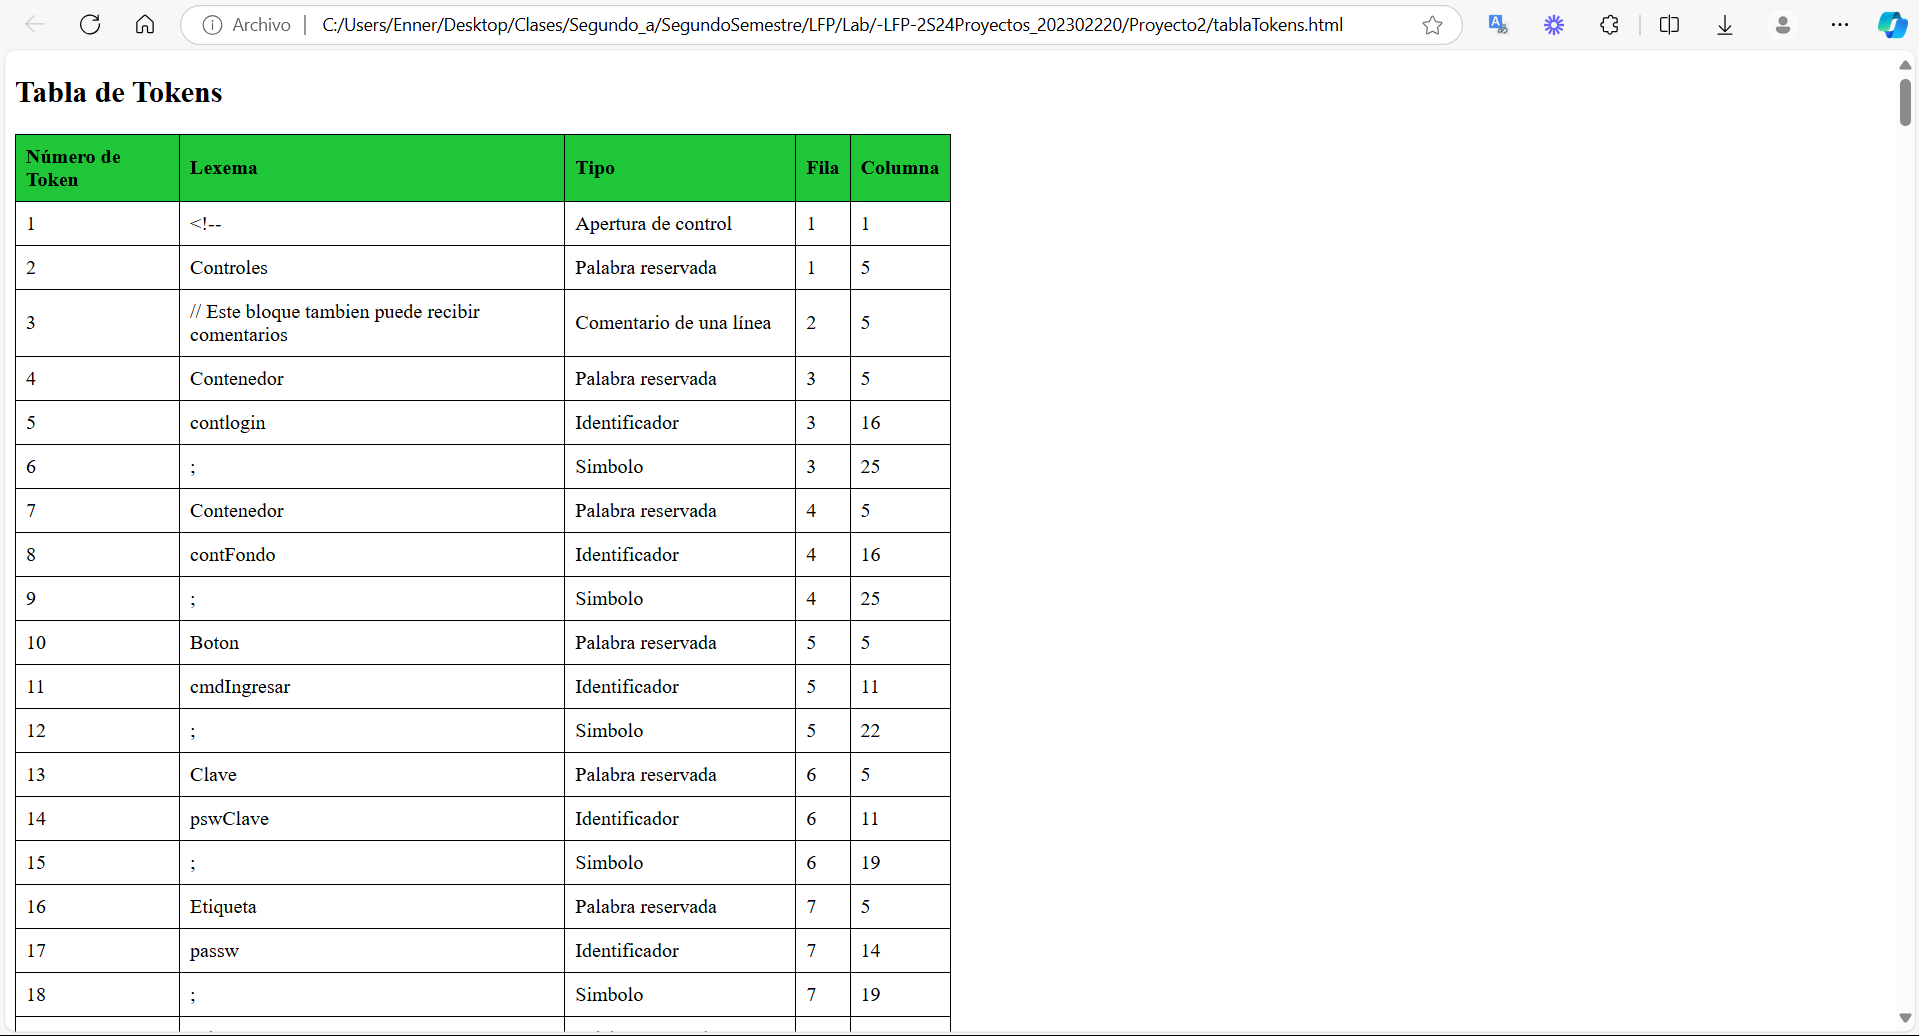 Archivo C:/Users/Enner/Desktop/Clases/Segundo_a/SegundoSemestre/LFP/Lab/-LFP-2S24Proyectos_202302220/Proyecto2/tablaTokens.html
Tabla de Tokens
Número de Token Lexema Tipo Fila Columna
1 <!-- Apertura de control 1 1
2 Controles Palabra reservada 1 5
3 // Este bloque tambien puede recibir comentarios Comentario de una línea 2 5
4 Contenedor Palabra reservada 3 5
5 contlogin Identificador 3 16
6 ; Simbolo 3 25
7 Contenedor Palabra reservada 4 5
8 contFondo Identificador 4 16
9 ; Simbolo 4 25
10 Boton Palabra reservada 5 5
11 cmdIngresar Identificador 5 11
12 ; Simbolo 5 22
13 Clave Palabra reservada 6 5
14 pswClave Identificador 6 11
15 ; Simbolo 6 19
16 Etiqueta Palabra reservada 7 5
17 passw Identificador 7 14
18 ; Simbolo 7 19